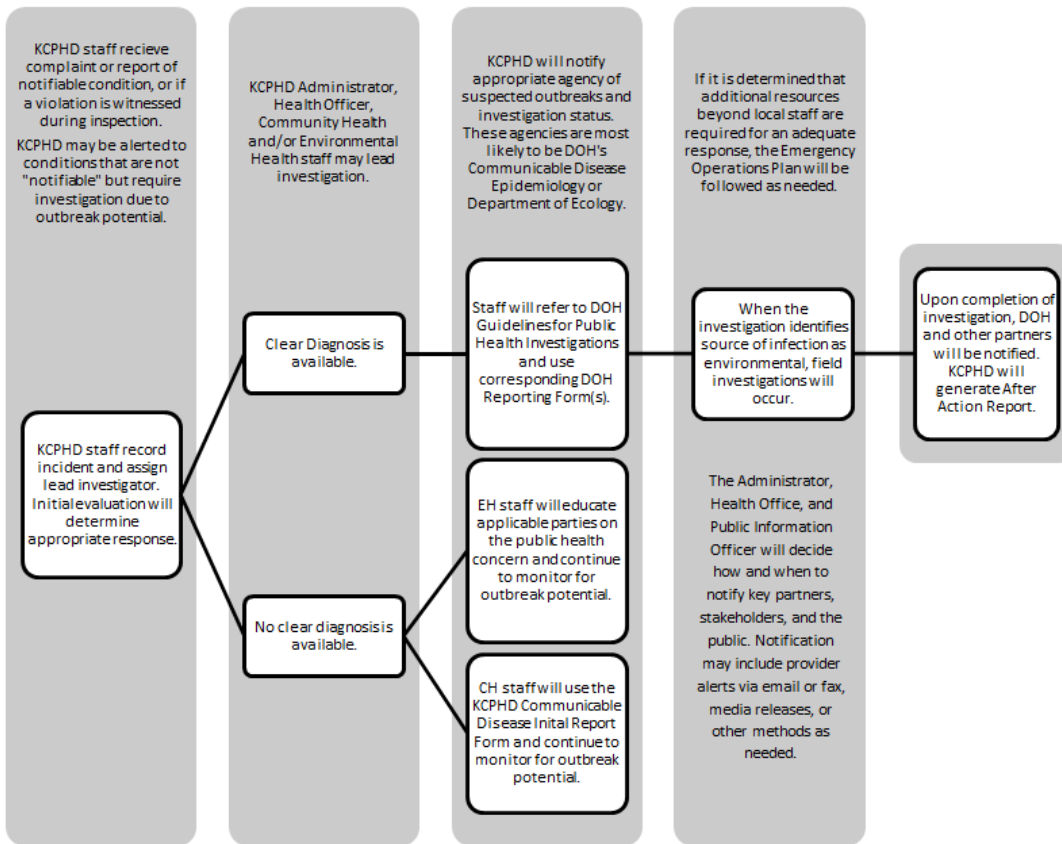 KCPHD staff recieve
complaint or report of
notifiable condition, or if
a violation is witnessed
during inspection.
KCPHD may be alerted to
conditions that are not
"notifiable" but require
investigation due to
outbreak potential.
KCPHD staff record
incident and assign
lead investigator.
Initial evaluation will
determine
appropriate response.
KCPHD Administrator,
Health Officer,
Community Health
and/or Environmental
Health staff may lead
investigation.
Clear Diagnosis is
available.
No clear diagnosis is
available.
KCPHD will notify
appropriate agency of
suspected outbreaks and
investigation status.
These agencies are most
likely to be DOH's
Communicable Disease
Epidemiology or
Department of Ecology.
Staff will refer to DOH
Guidelines for Public
Health Investigations
and use
corresponding DOH
Reporting Form(s).
EH staff will educate
applicable parties on
the public health
concern and continue
to monitor for
outbreak potential.
CH staff will use the
KCPHD Communicable
Disease Inital Report
Form and continue to
monitor for outbreak
potential.
If it is determined that
additional resources
beyond local staff are
required for an adequate
response, the Emergency
Operations Plan will be
followed as needed.
When the
investigation identifies
source of infection as
environmental, field
investigations will
occur.
The Administrator,
Health Office, and
Public Information
Officer will decide
how and when to
notify key partners,
stakeholders, and the
public. Notification
may include provider
alerts via email or fax,
media releases, or
other methods as
needed.
Upon completion of
investigation, DOH
and other partners
will be notified.
KCPHD will
generate After
Action Report.